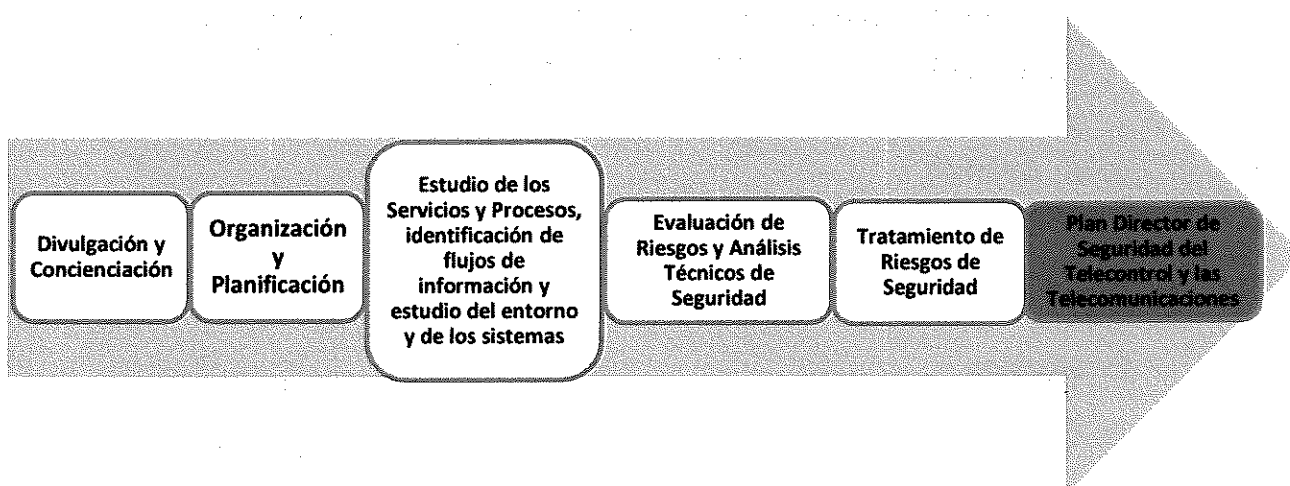 Divulgación y
Concienciación
Organización
y
Planificación
Estudio de los
Servicios y Procesos,
identificación de
flujos de
información y
estudio del entorno
y de los sistemas
Evaluación de
Riesgos y Análisis
Técnicos de
Seguridad
Tratamiento de
Riesgos de
Seguridad
Plan Director de
Seguridad del
Telecontrol y las
Telecomunicaciones